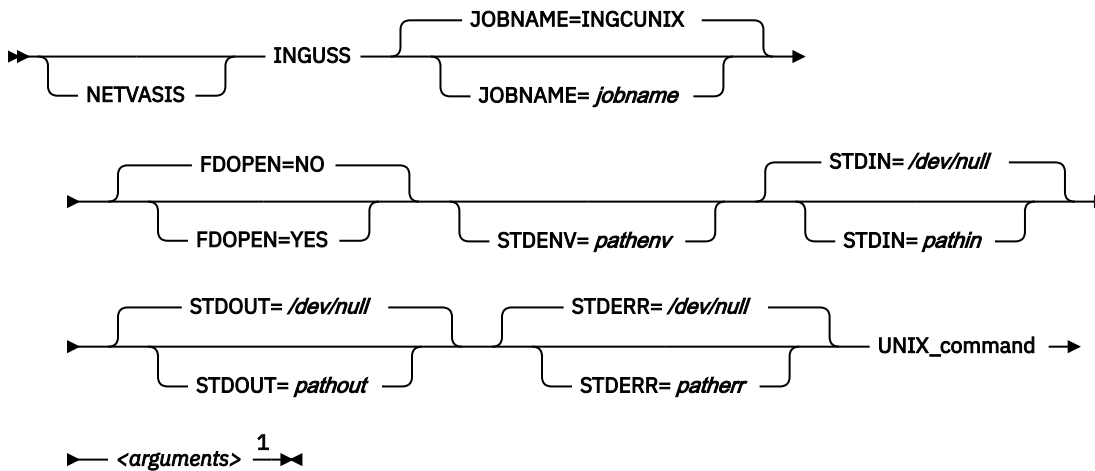 JOBNAME=INGCUNIX
INGUSS
NETVASIS
JOBNAME= jobname
FDOPEN=NO
STDIN= /dev/null
FDOPEN=YES
STDENV= pathenv
STDIN= pathin
STDOUT= /dev/null
STDERR= /dev/null
UNIX_command
STDOUT= pathout
STDERR= patherr
<arguments> 1